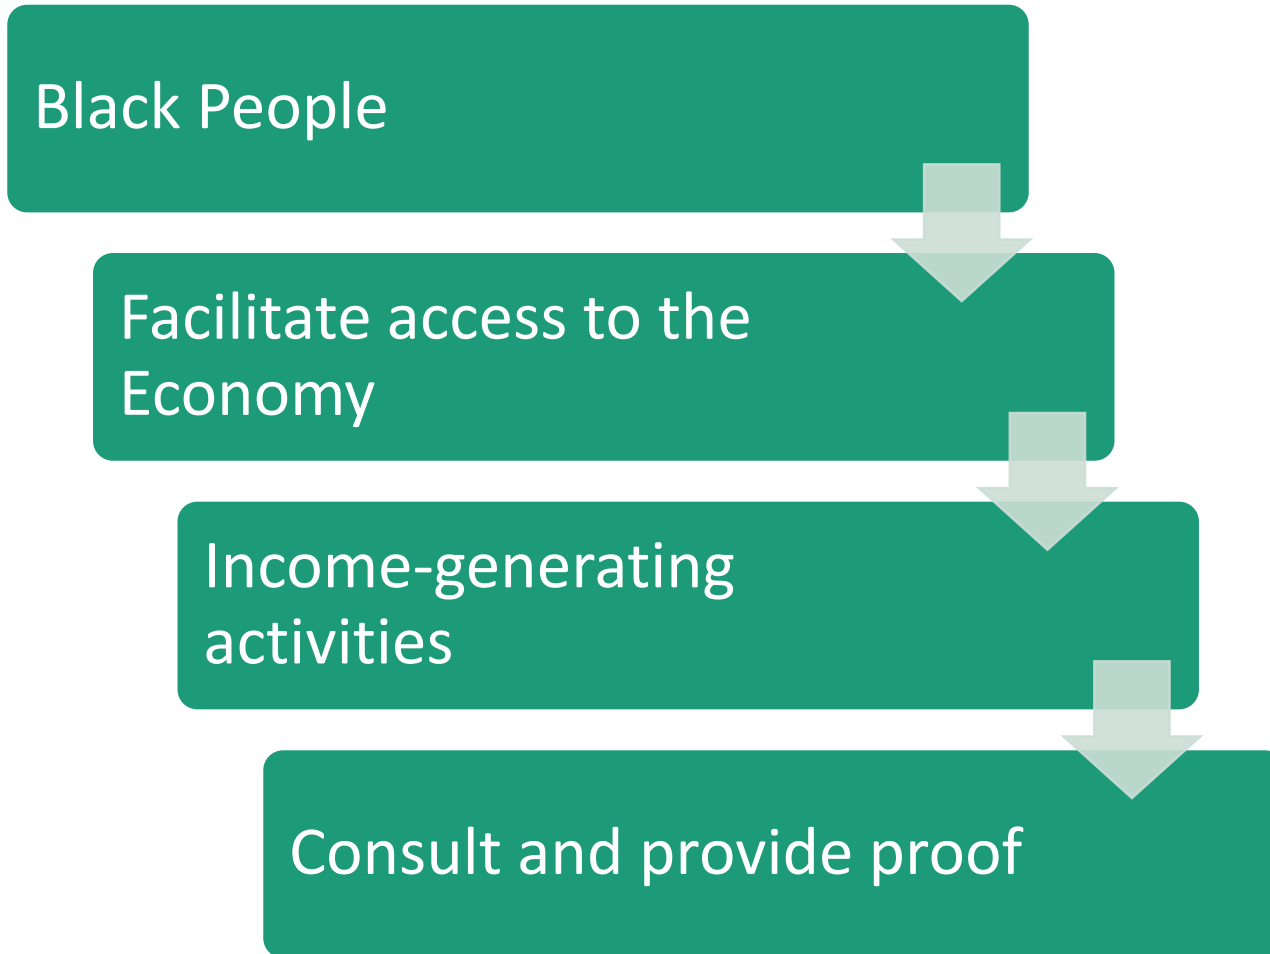 Black People
Facilitate access to the
Economy
Income-generating
activities
Consult and provide proof